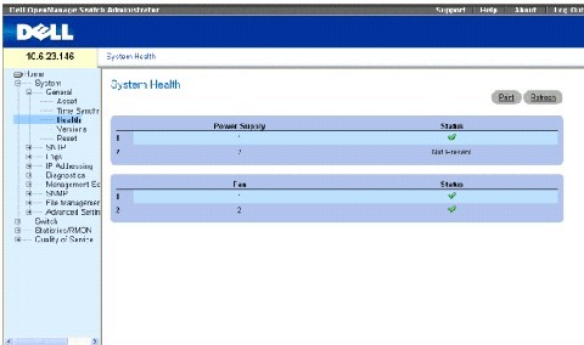 Dell OpenManage Switch Administrator
Support Help About Log Out
DELL
10.6.23.146
System Health
Home
System
General
Asset
Time Synchr
Health
Versions
Reset
SNTP
Logs
IP Addressing
Diagnostics
Management Se
SNMP
File Managemen
Advanced Settin
Switch
Statistics/RMON
Quality of Service
System Health
Print Refresh
Power Supply Status
1 1
2 2 Not Present
Fan Status
1 1
2 2